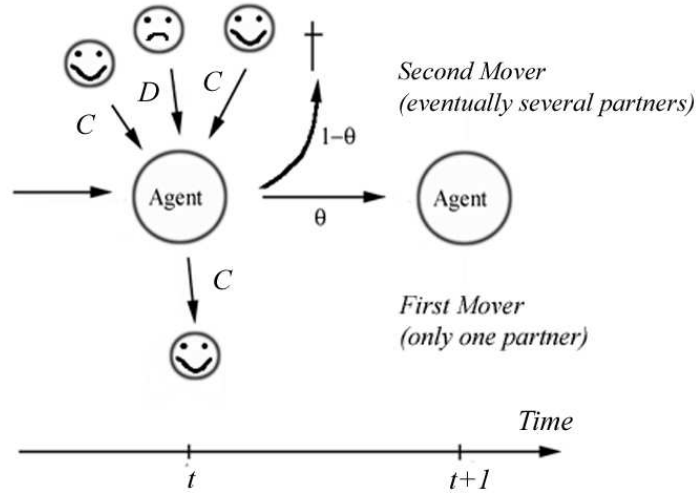 C
D
C
1−θ
Second Mover
(eventually several partners)
Agent
θ
Agent
C
First Mover
(only one partner)
Time
t
t+1